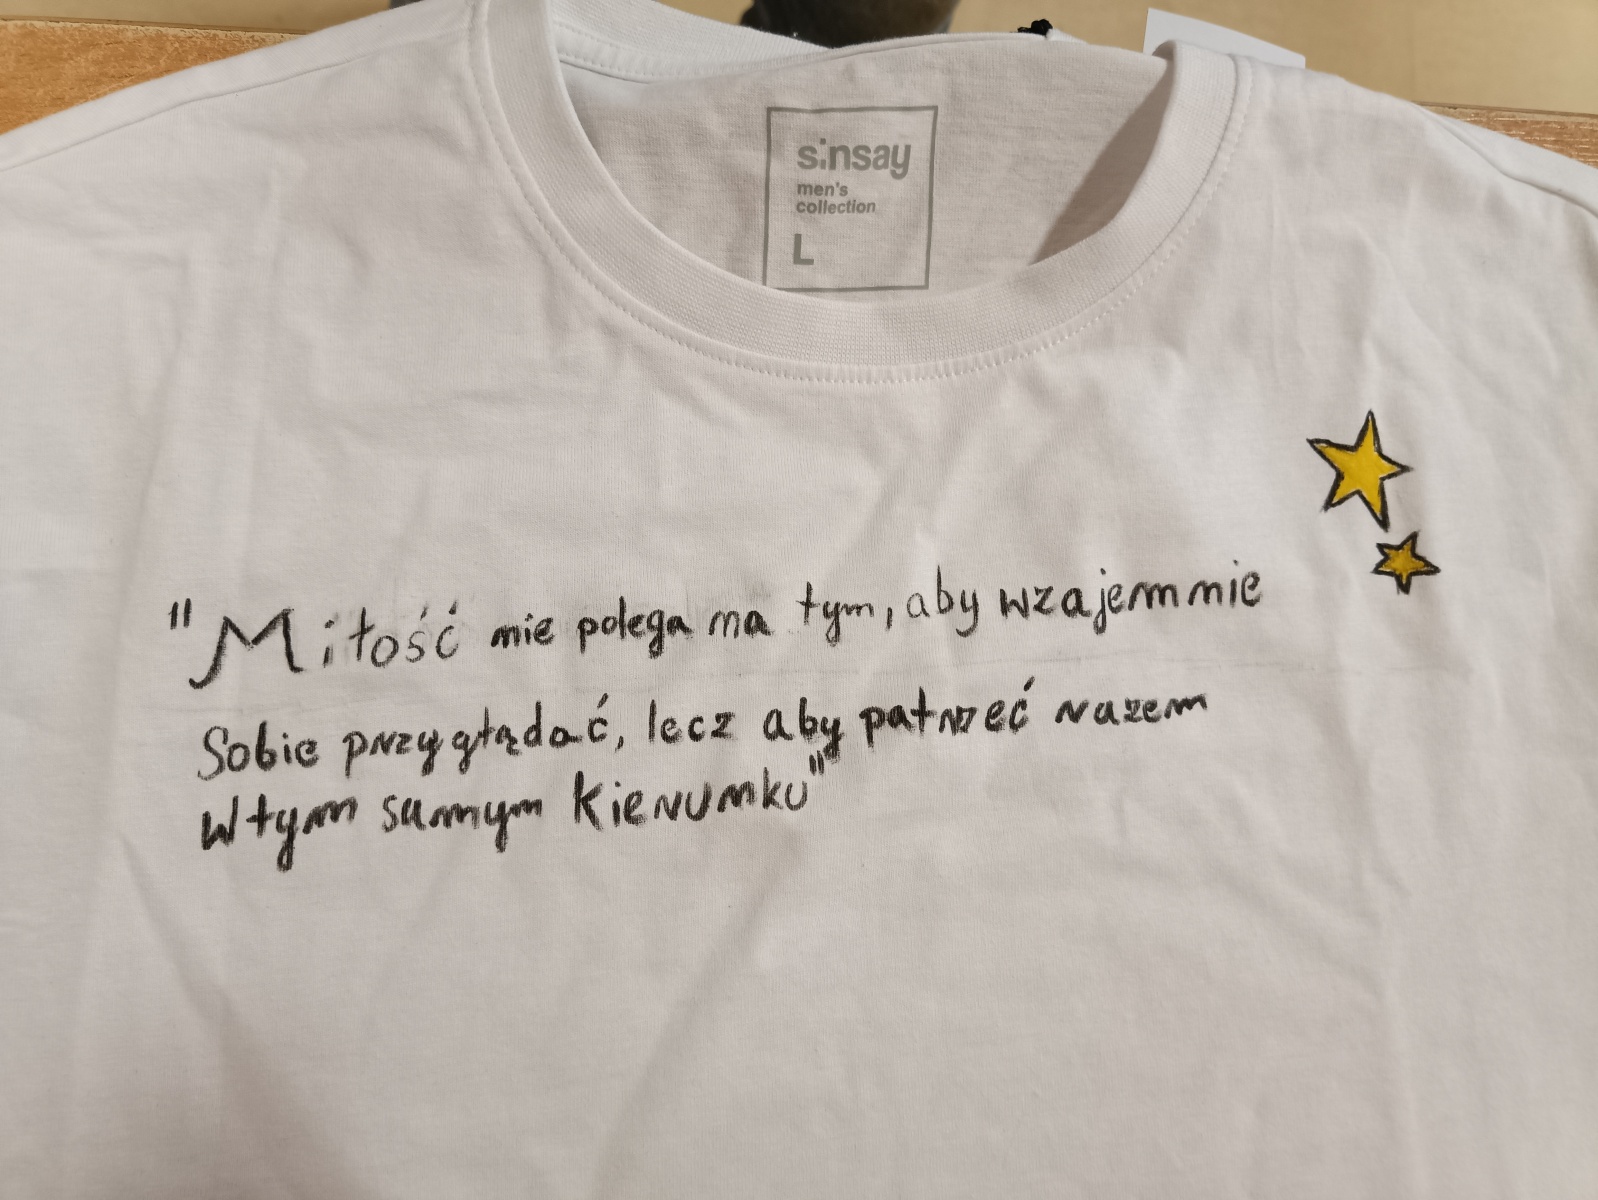 sinsay
men's
collection
L
"Miłość nie polega na tym, aby wzajemnie
Sobie przyglądać, lecz aby patrzeć razem
w tym samym kierunku"